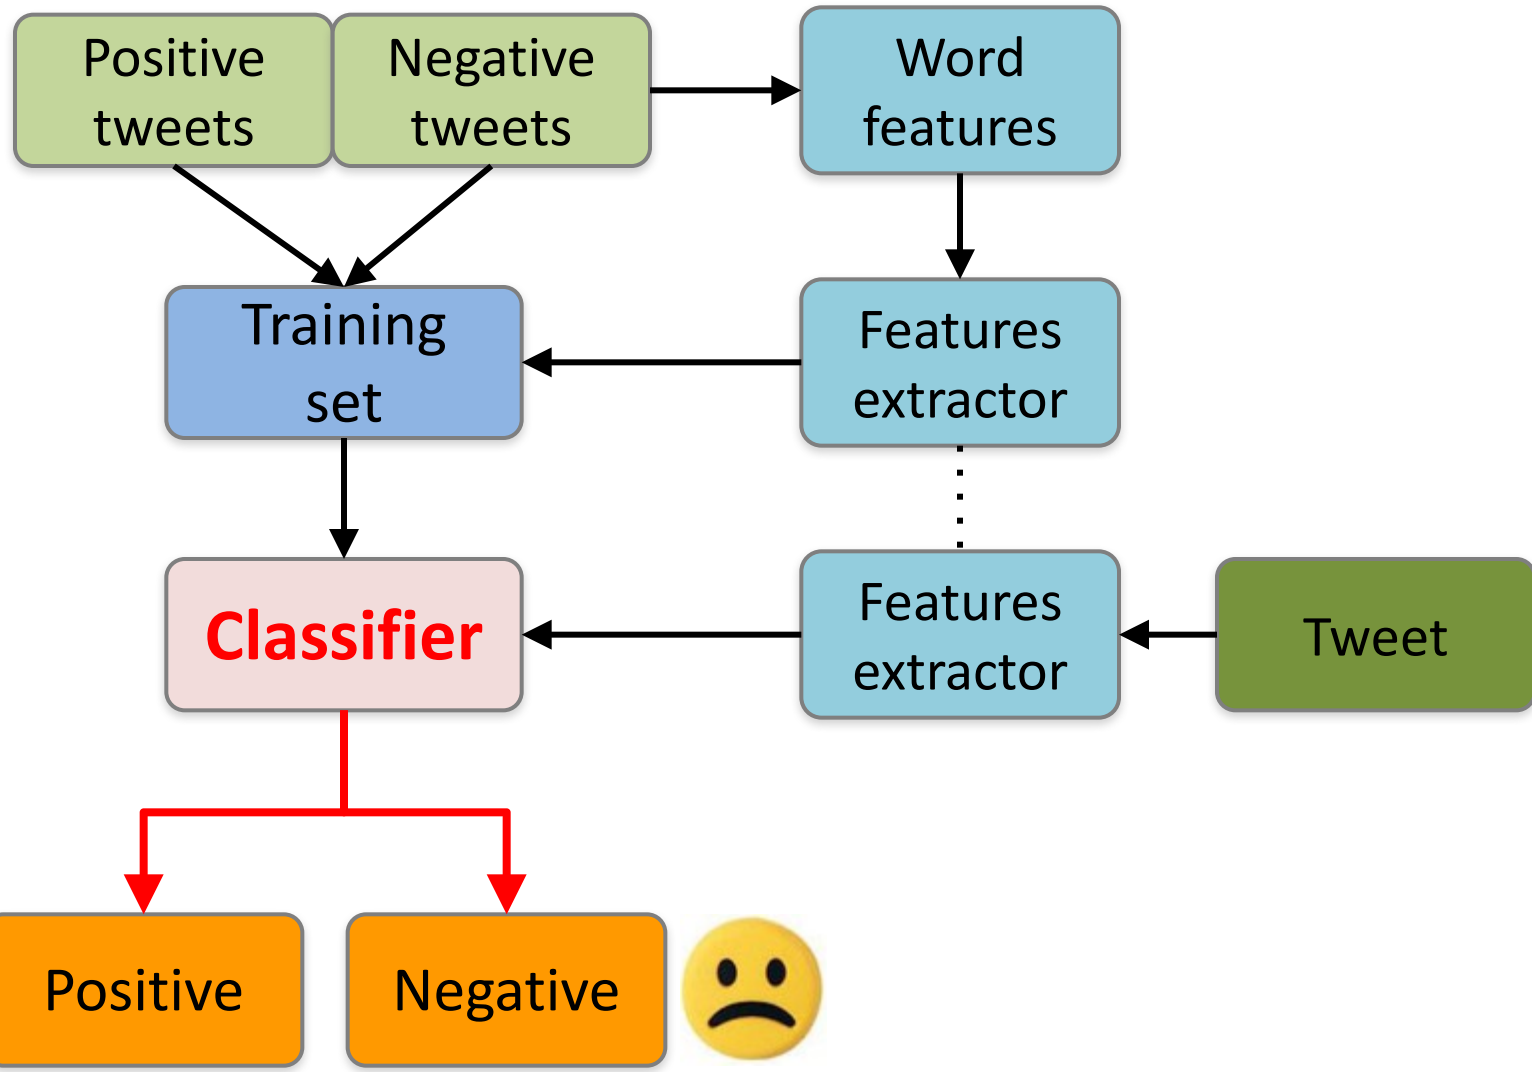 Positive
tweets
Negative
tweets
Word
features
Training
set
Features
extractor
Classifier
Features
extractor
Tweet
Positive
Negative